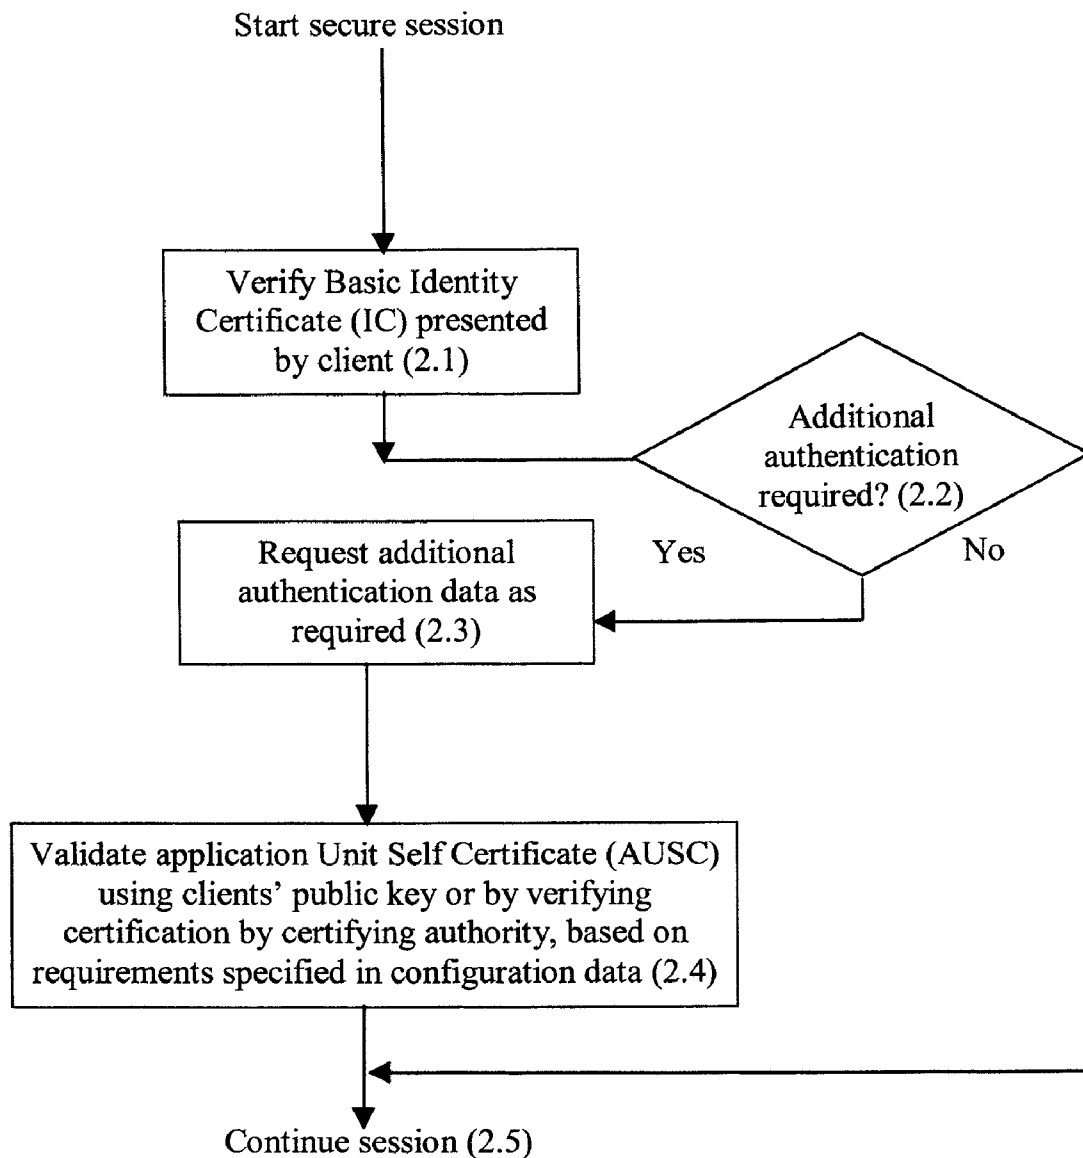 Start secure session
Verify Basic Identity
Certificate (IC) presented
by client (2.1)
Additional
authentication
required? (2.2)
Yes
No
Request additional
authentication data as
required (2.3)
Validate application Unit Self Certificate (AUSC)
using clients' public key or by verifying
certification by certifying authority, based on
requirements specified in configuration data (2.4)
Continue session (2.5)